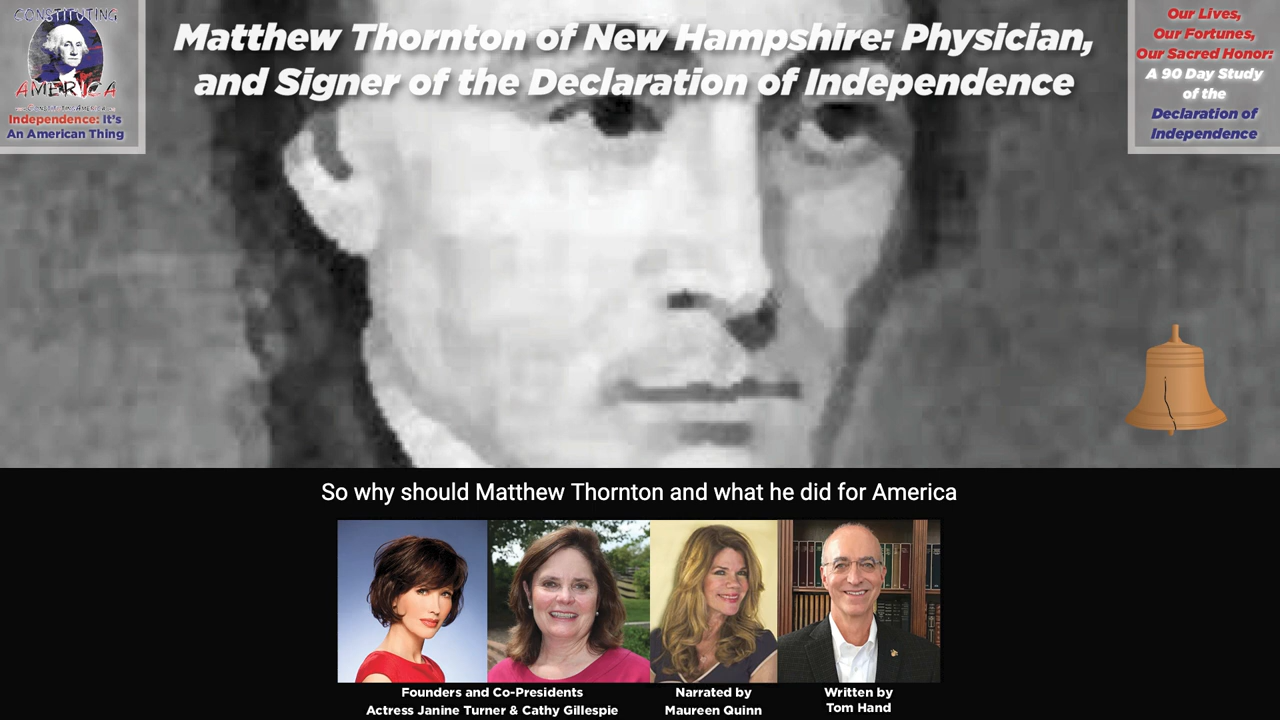 CONSTITUTING
AMERICA
Independence: It's
An American Thing
Matthew Thornton of New Hampshire: Physician,
and Signer of the Declaration of Independence
Our Lives,
Our Fortunes,
Our Sacred Honor:
A 90 Day Study
of the
Declaration of
Independence
So why should Matthew Thornton and what he did for America
Founders and Co-Presidents
Actress Janine Turner & Cathy Gillespie
Narrated by
Maureen Quinn
Written by
Tom Hand